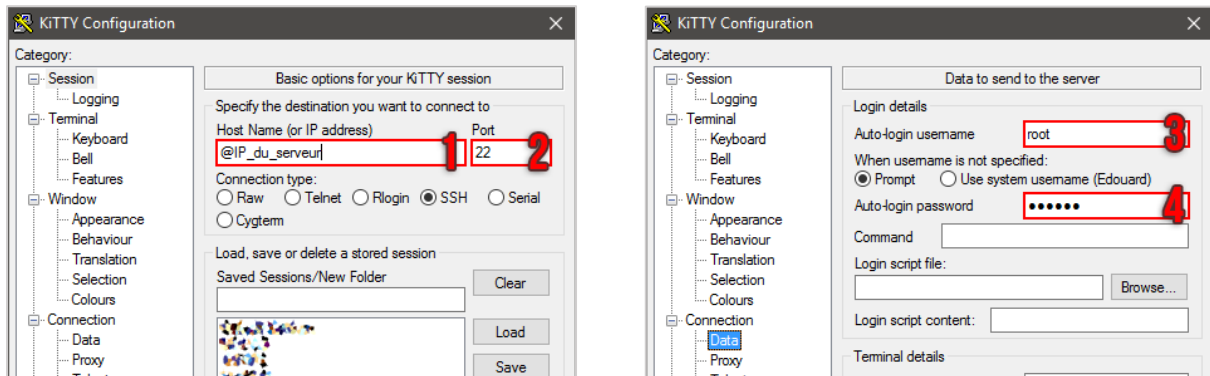 KiTTY Configuration
Category:
Session
Logging
Terminal
Keyboard
Bell
Features
Window
Appearance
Behaviour
Translation
Selection
Colours
Connection
Data
Proxy
Basic options for your KiTTY session
Specify the destination you want to connect to
Host Name (or IP address) Port
@IP_du_serveur 1 22 2
Connection type:
Raw Telnet Rlogin SSH Serial
Cygterm
Load, save or delete a stored session
Saved Sessions/New Folder
Clear
Load
Save
KiTTY Configuration
Category:
Session
Logging
Terminal
Keyboard
Bell
Features
Window
Appearance
Behaviour
Translation
Selection
Colours
Connection
Data
Proxy
Data to send to the server
Login details
Auto-login username root 3
When username is not specified:
Prompt Use system username (Edouard)
Auto-login password ●●●●●● 4
Command
Login script file:
Browse...
Login script content:
Terminal details